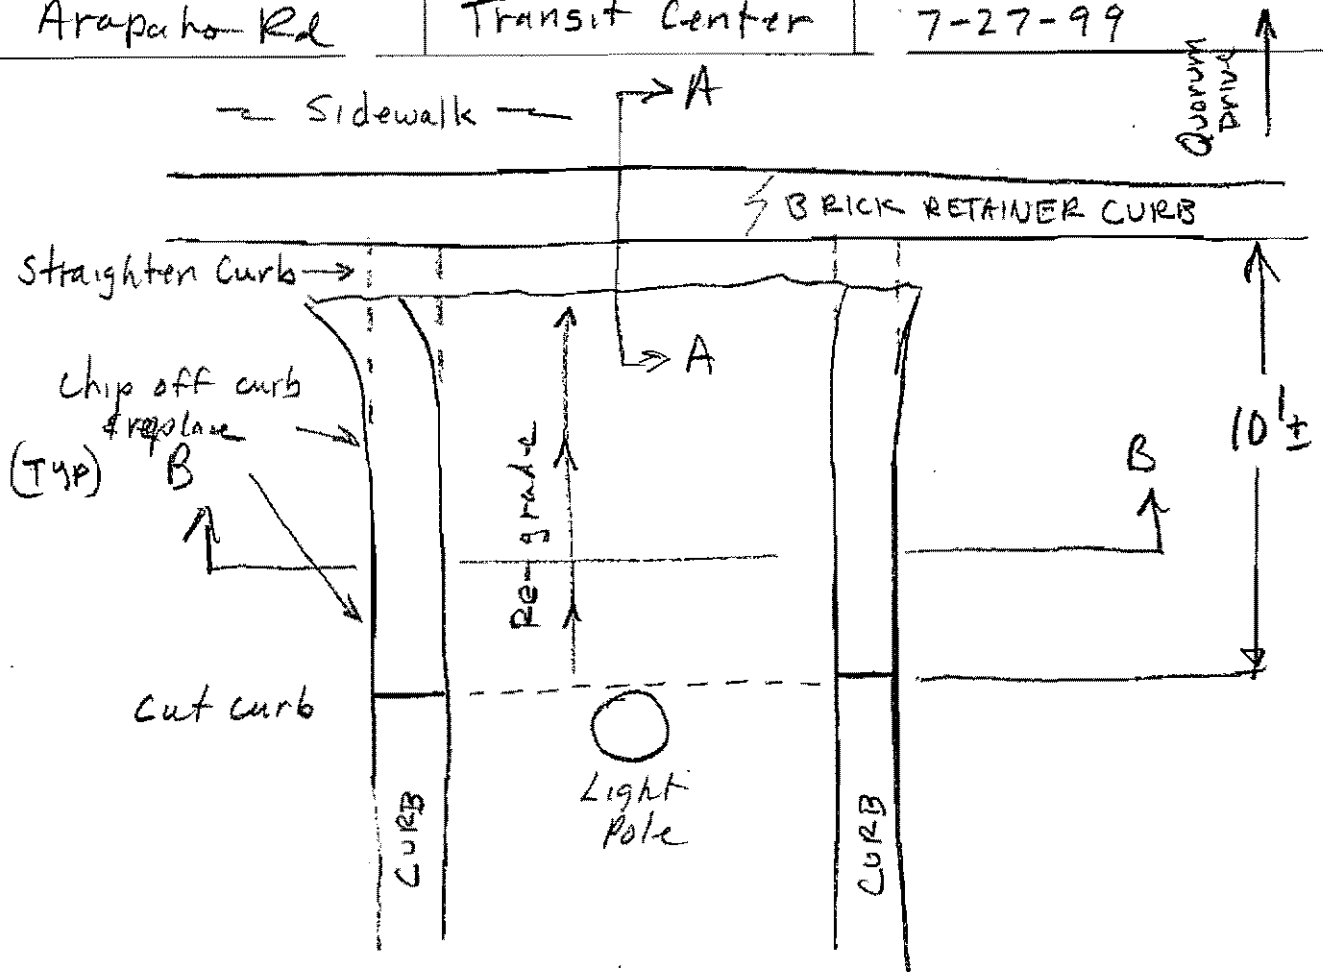 Arapaho Rd Transit Center 7-27-99
Quorum
Drive
Sidewalk
A
BRICK RETAINER CURB
Straighten Curb
A
Chip off curb
& replace
(Typ) B
B
10'±
Re-grade
Cut curb
Light
Pole
CURB
CURB